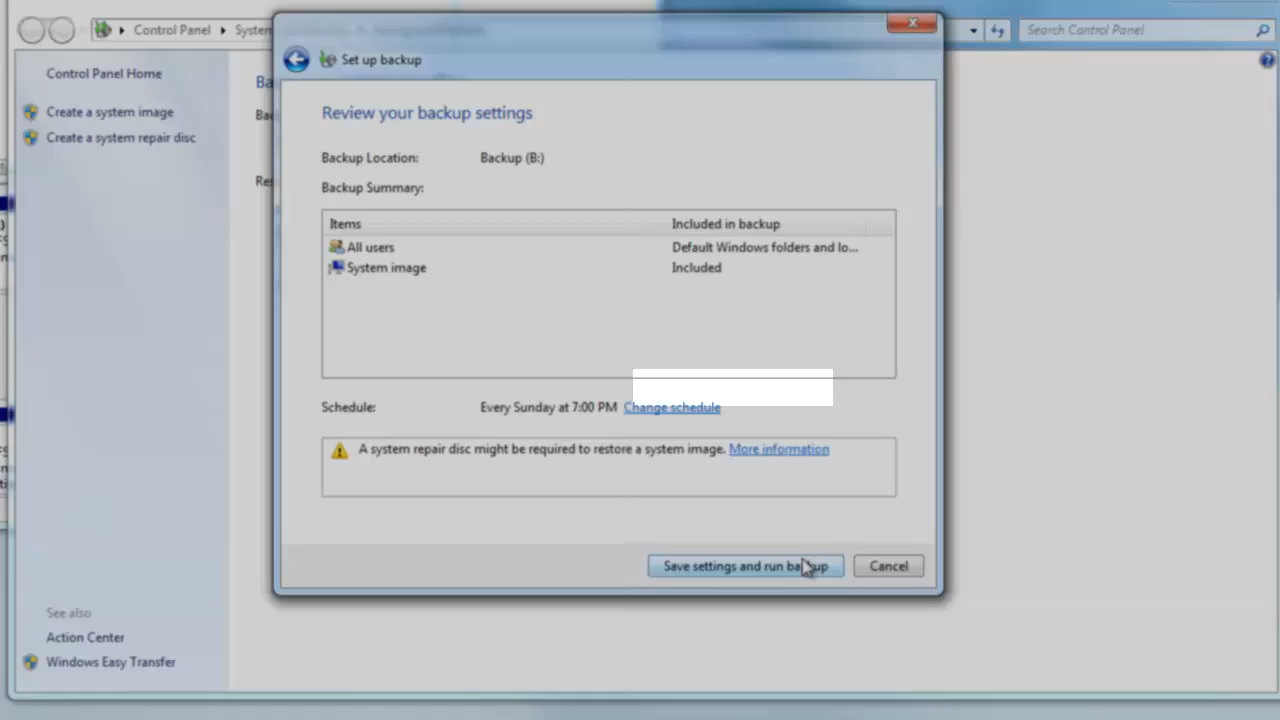 Control Panel
System
Search Control Panel
Set up backup
Control Panel Home
Create a system image
Create a system repair disc
Review your backup settings
Backup Location: Backup (B:)
Backup Summary:
Items Included in backup
All users Default Windows folders and lo...
System image Included
Schedule: Every Sunday at 7:00 PM Change schedule
A system repair disc might be required to restore a system image. More information
Save settings and run backup Cancel
See also
Action Center
Windows Easy Transfer